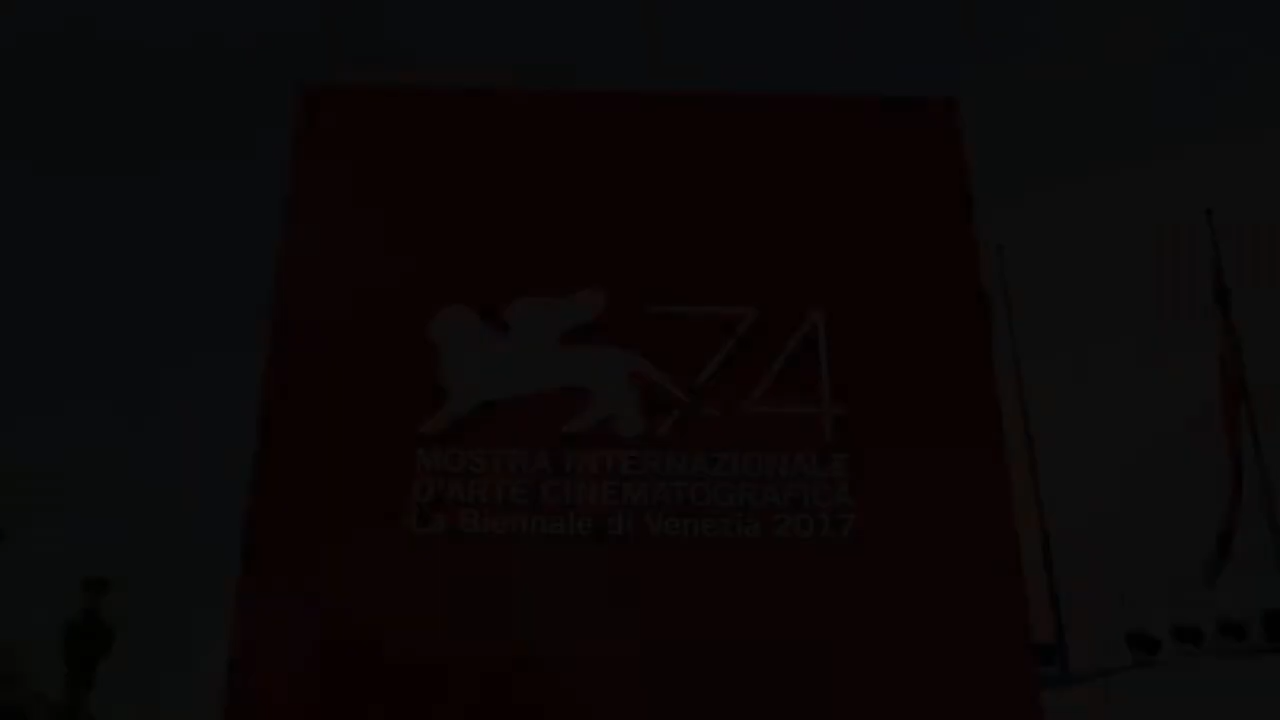 74
MOSTRA INTERNAZIONALE
D'ARTE CINEMATOGRAFICA
La Biennale di Venezia 2017